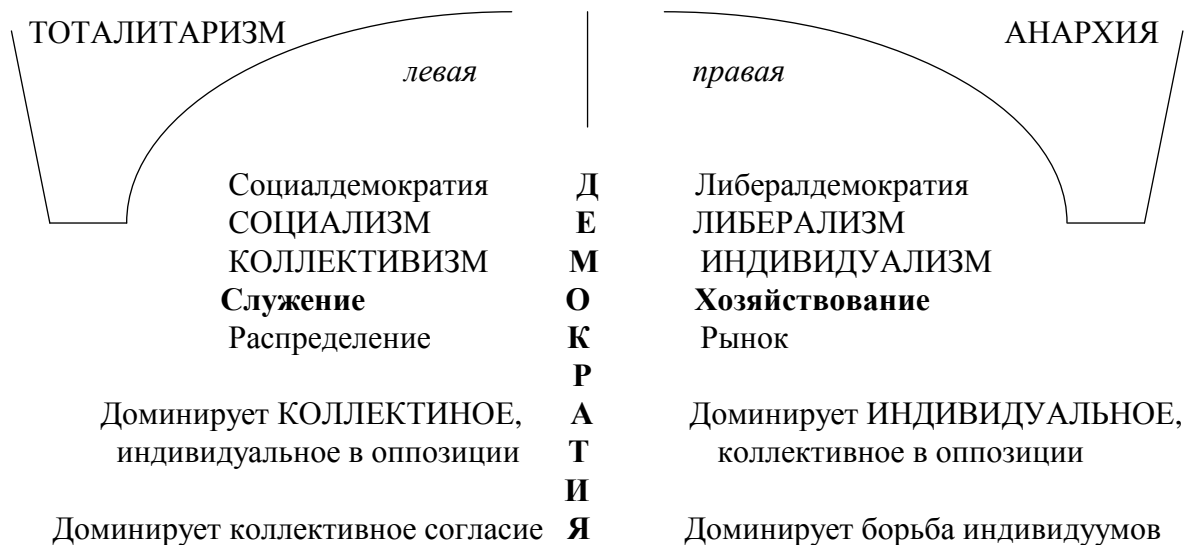 ТОТАЛИТАРИЗМ АНАРХИЯ
левая правая
Социалдемократия Д Либералдемократия
СОЦИАЛИЗМ Е ЛИБЕРАЛИЗМ
КОЛЛЕКТИВИЗМ М ИНДИВИДУАЛИЗМ
Служение О Хозяйствование
Распределение К Рынок
Р
Доминирует КОЛЛЕКТИНОЕ, А Доминирует ИНДИВИДУАЛЬНОЕ,
индивидуальное в оппозиции Т коллективное в оппозиции
И
Доминирует коллективное согласие Я Доминирует борьба индивидуумов